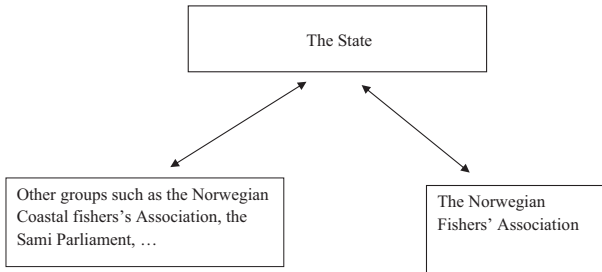 The State
Other groups such as the Norwegian
Coastal fishers's Association, the
Sami Parliament, …
The Norwegian
Fishers' Association